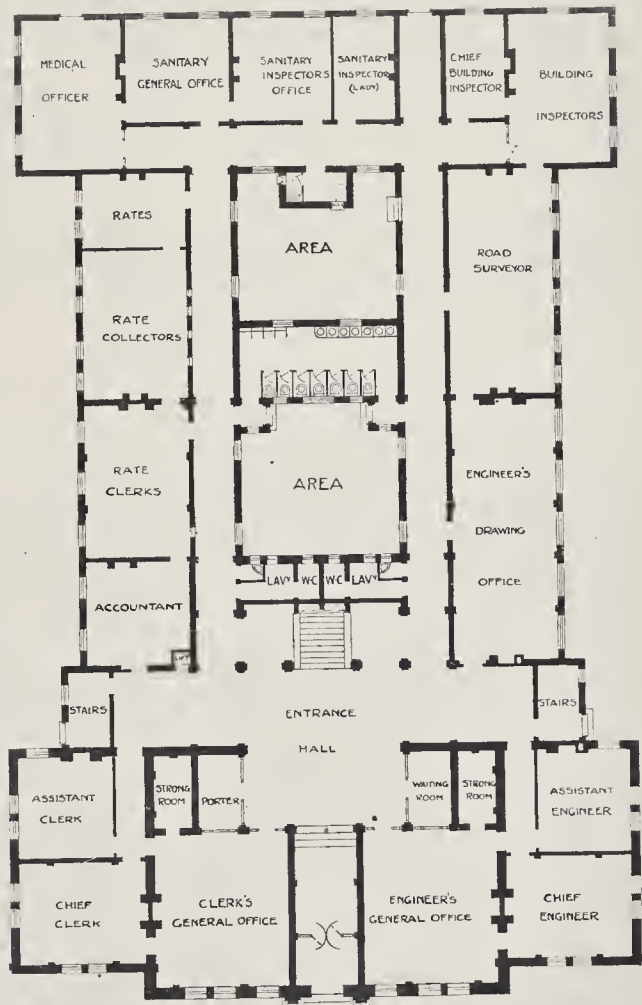 MEDICAL
OFFICER
SANITARY
GENERAL OFFICE
SANITARY
INSPECTORS
OFFICE
SANITARY
INSPECTOR
(LADY)
CHIEF
BUILDING
INSPECTOR
BUILDING
INSPECTORS
RATES
AREA
ROAD
SURVEYOR
RATE
COLLECTORS
RATE
CLERKS
AREA
ENGINEER'S
DRAWING
OFFICE
ACCOUNTANT
LAVY
WC
WC
LAVY
LIFT
STAIRS
ENTRANCE
HALL
STAIRS
ASSISTANT
CLERK
STRONG
ROOM
PORTER
WAITING
ROOM
STRONG
ROOM
ASSISTANT
ENGINEER
CHIEF
CLERK
CLERK'S
GENERAL OFFICE
ENGINEER'S
GENERAL OFFICE
CHIEF
ENGINEER